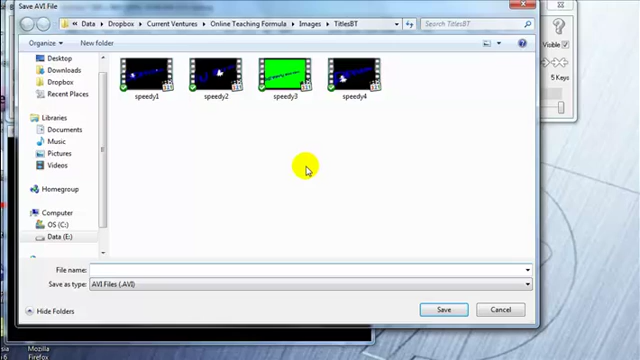 Save AVI File
Data ▸ Dropbox ▸ Current Ventures ▸ Online Teaching Formula ▸ Images ▸ TitlesBT
Search TitlesBT
Organize
New folder
Visible
5 Keys
Desktop
Downloads
Dropbox
Recent Places
Libraries
Documents
Music
Pictures
Videos
Homegroup
Computer
OS (C:)
Data (E:)
speedy1
speedy2
speedy3
speedy4
File name:
Save as type: AVI Files (.AVI)
Hide Folders
Save
Cancel
Mozilla
Firefox